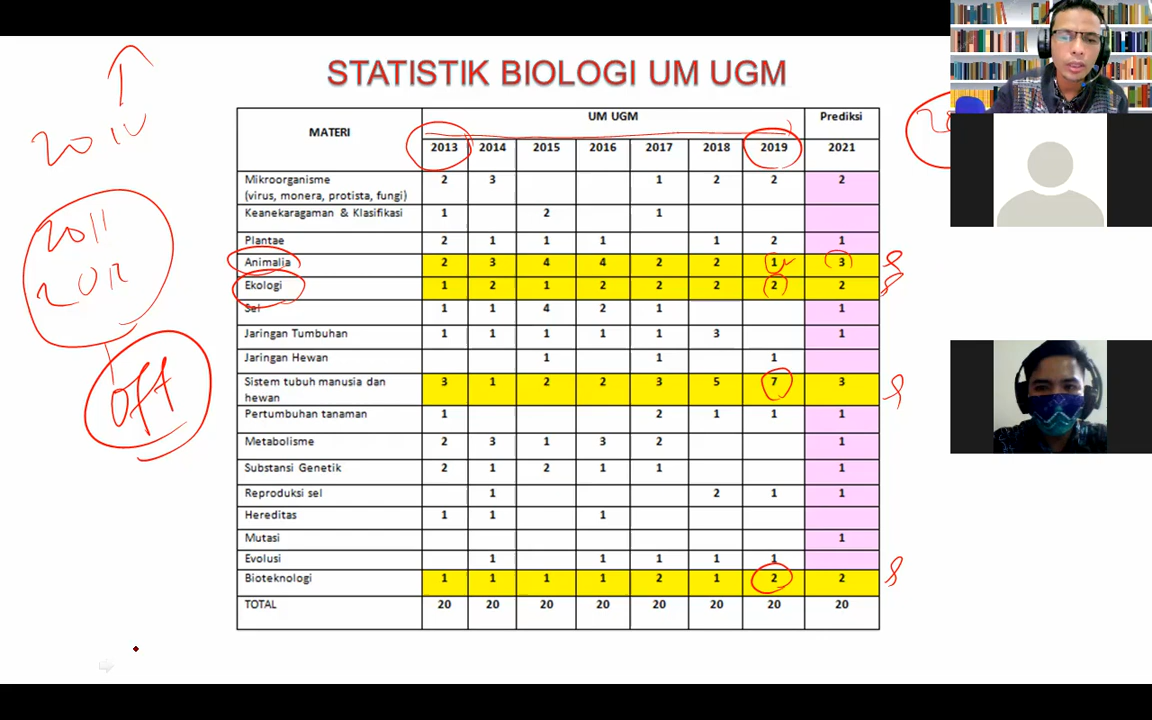 STATISTIK BIOLOGI UM UGM
MATERI UM UGM Prediksi
2013 2014 2015 2016 2017 2018 2019 2021
Mikroorganisme 2 3 1 2 2 2
(virus, monera, protista, fungi)
Keanekaragaman & Klasifikasi 1 2 1
Plantae 2 1 1 1 1 2 1
Animalia 2 3 4 4 2 2 1 3
Ekologi 1 2 1 2 2 2 2 2
Sel 1 1 4 2 1 1
Jaringan Tumbuhan 1 1 1 1 1 3 1
Jaringan Hewan 1 1 1
Sistem tubuh manusia dan 3 1 2 2 3 5 7 3
hewan
Pertumbuhan tanaman 1 2 1 1 1
Metabolisme 2 3 1 3 2 1
Substansi Genetik 2 1 2 1 1 1
Reproduksi sel 1 2 1 1
Hereditas 1 1 1
Mutasi 1
Evolusi 1 1 1 1 1
Bioteknologi 1 1 1 1 2 1 2 2
TOTAL 20 20 20 20 20 20 20 20
2011
2012
off